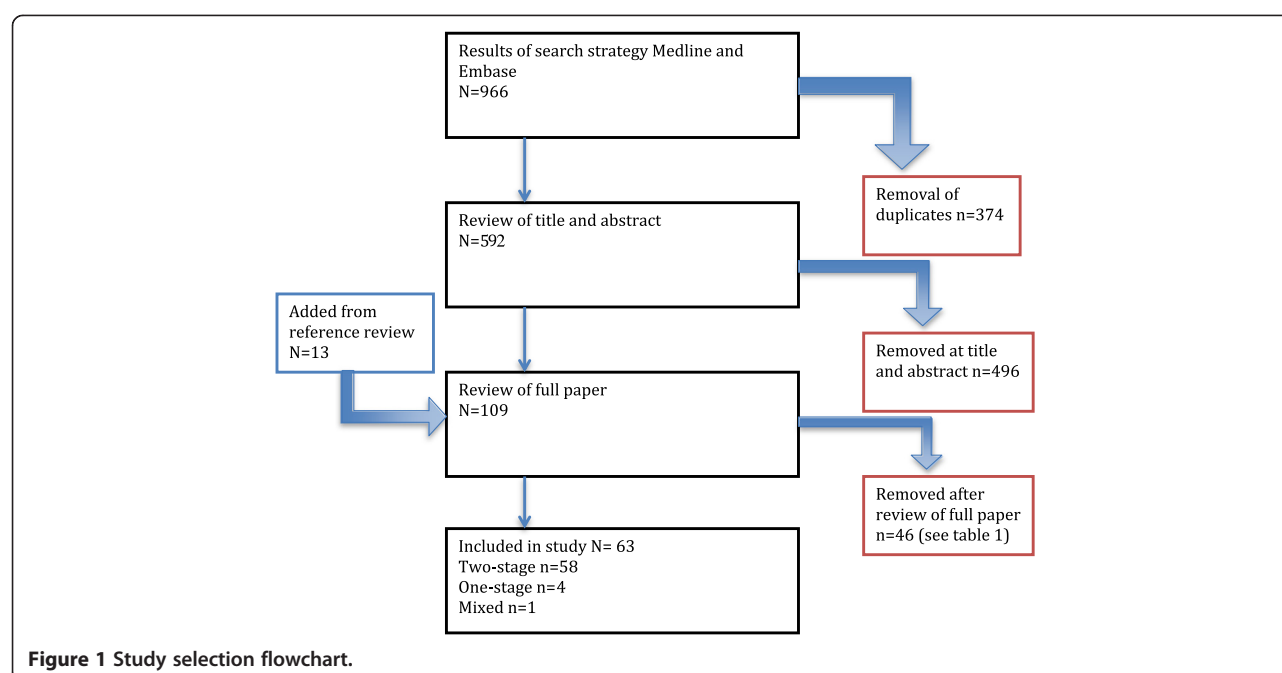 Results of search strategy Medline and
Embase
N=966
Removal of
duplicates n=374
Review of title and abstract
N=592
Added from
reference review
N=13
Removed at title
and abstract n=496
Review of full paper
N=109
Removed after
review of full paper
n=46 (see table 1)
Included in study N= 63
Two-stage n=58
One-stage n=4
Mixed n=1
Figure 1 Study selection flowchart.